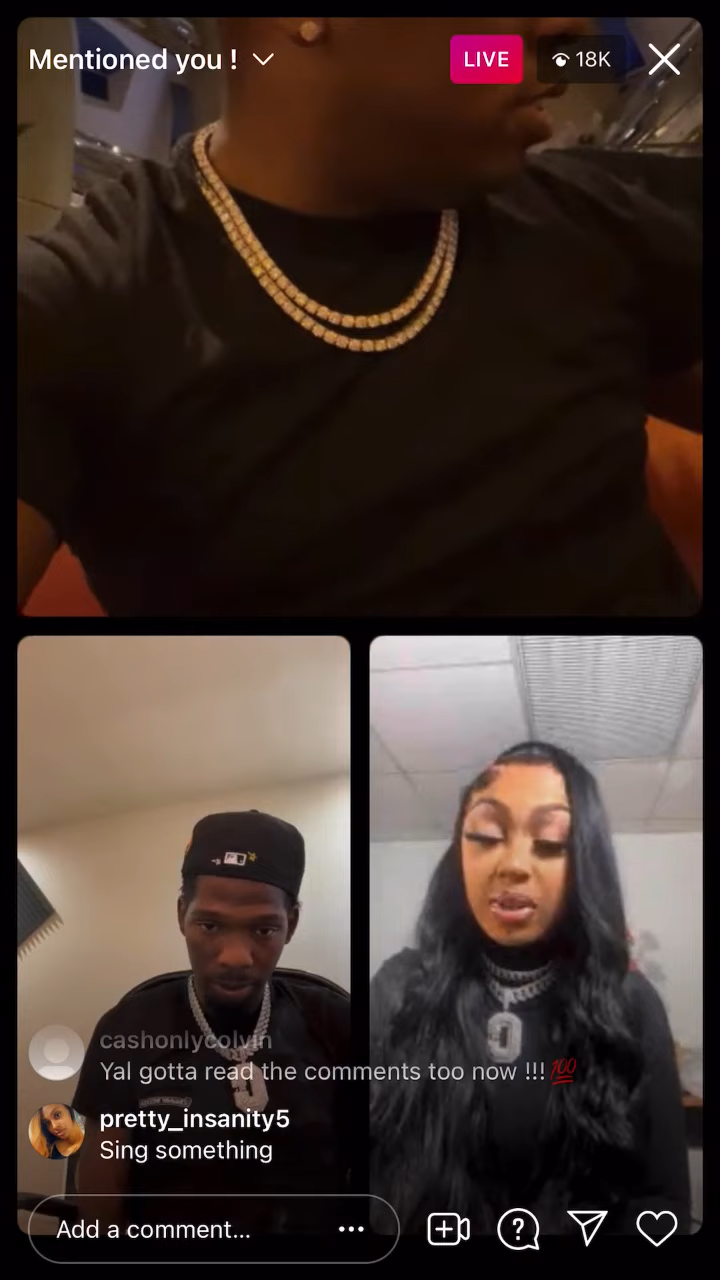 Mentioned you !
LIVE
18K
cashonlycolvin
Yal gotta read the comments too now !!! 💯
pretty_insanity5
Sing something
Add a comment...